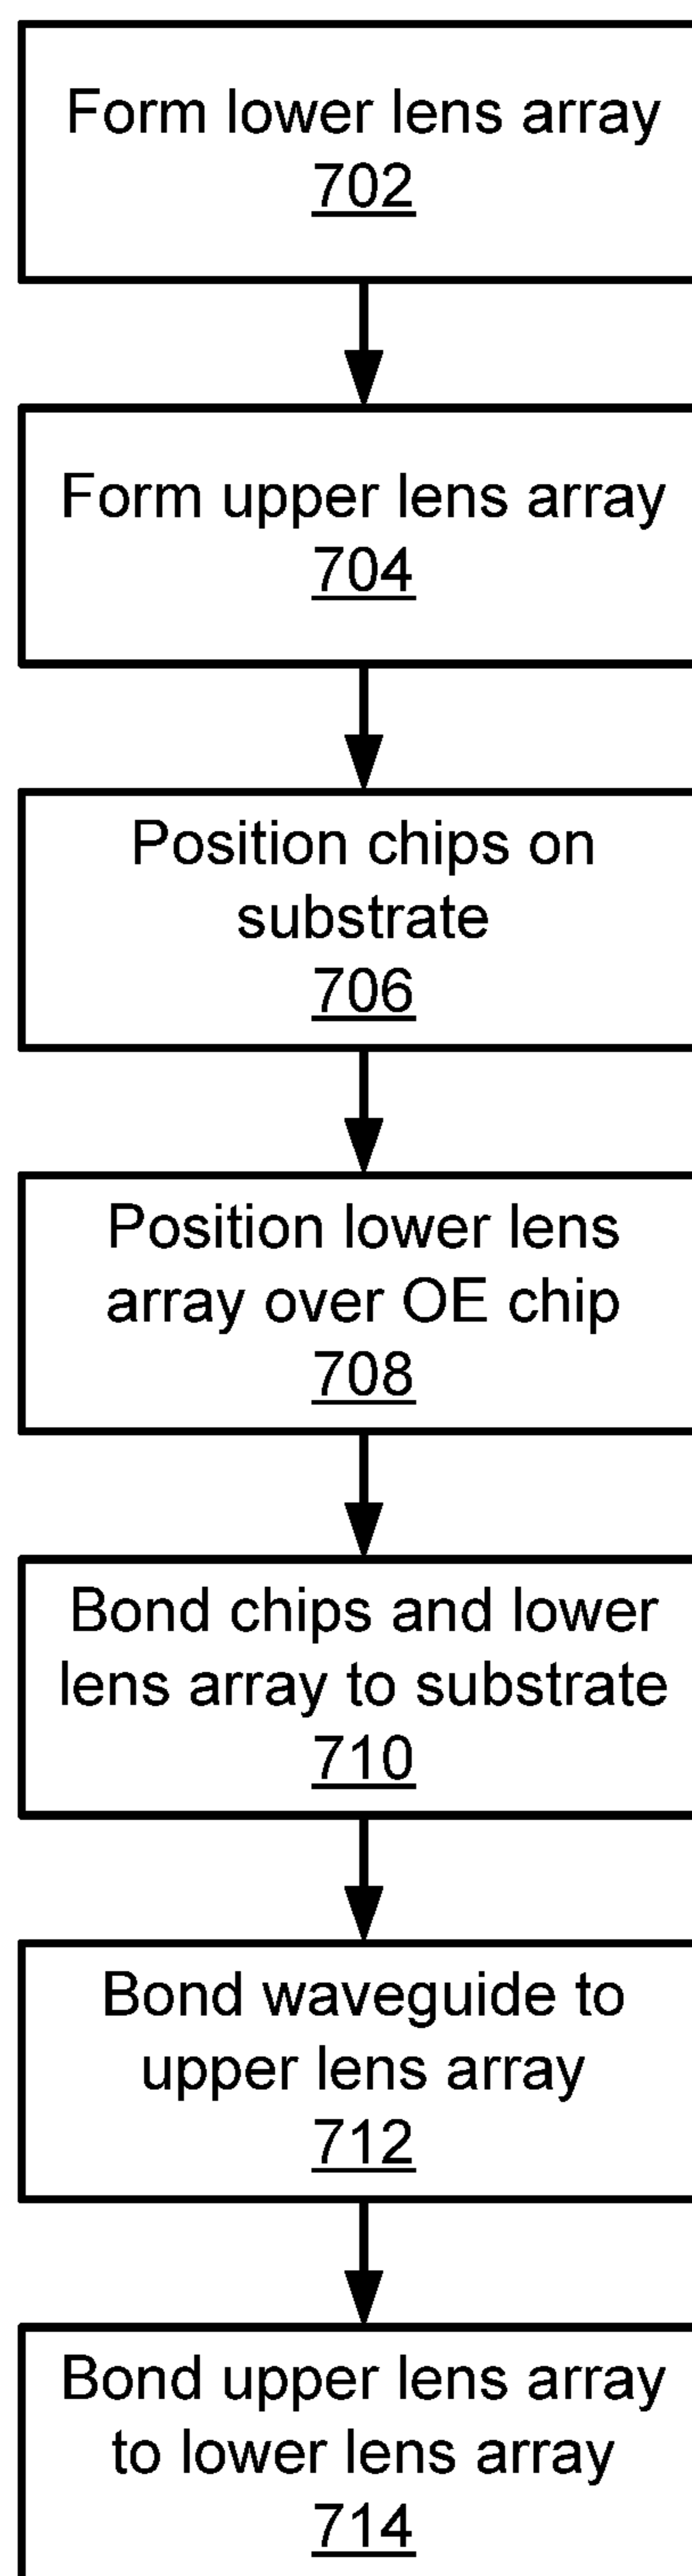 Form lower lens array
702
Form upper lens array
704
Position chips on
substrate
706
Position lower lens
array over OE chip
708
Bond chips and lower
lens array to substrate
710
Bond waveguide to
upper lens array
712
Bond upper lens array
to lower lens array
714